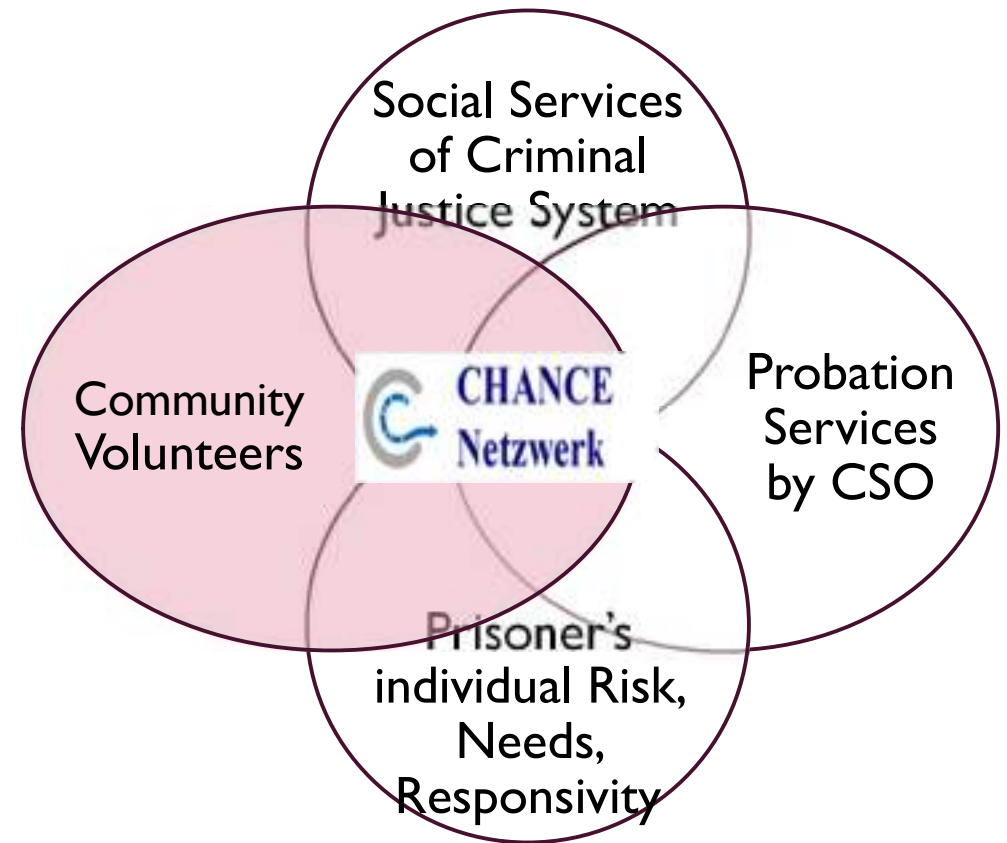 Social Services
of Criminal
Justice System
Community
Volunteers
CHANCE
Netzwerk
Probation
Services
by CSO
Prisoner’s
individual Risk,
Needs,
Responsivity